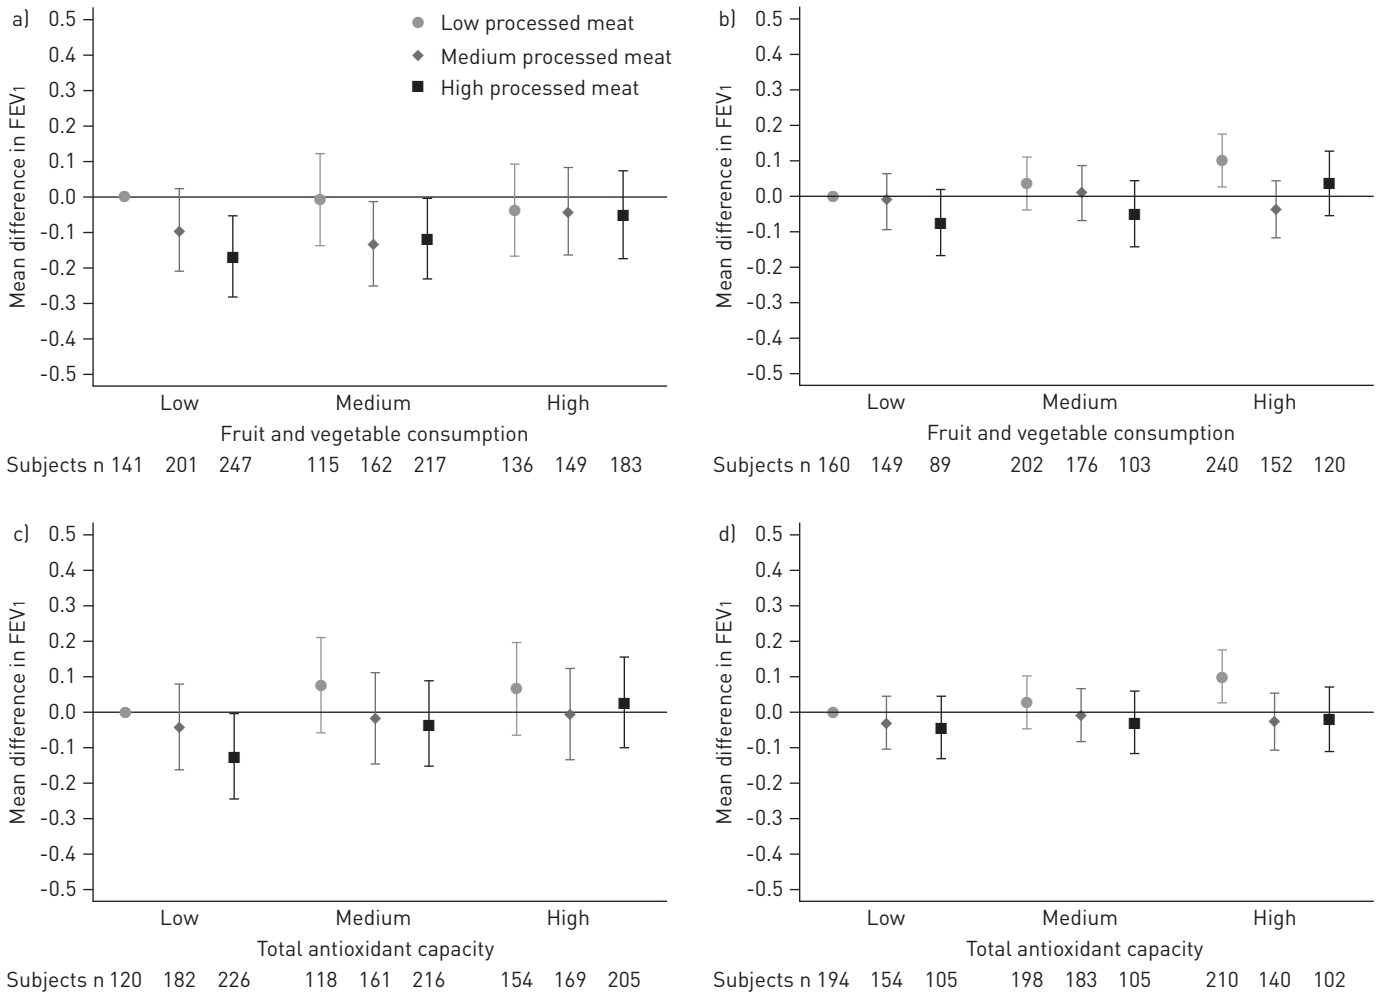 a)
0.5
0.4
0.3
0.2
0.1
0.0
-0.1
-0.2
-0.3
-0.4
-0.5
Mean difference in FEV1
Low processed meat
Medium processed meat
High processed meat
Low Medium High
Fruit and vegetable consumption
Subjects n 141 201 247 115 162 217 136 149 183
b)
0.5
0.4
0.3
0.2
0.1
0.0
-0.1
-0.2
-0.3
-0.4
-0.5
Mean difference in FEV1
Low Medium High
Fruit and vegetable consumption
Subjects n 160 149 89 202 176 103 240 152 120
c)
0.5
0.4
0.3
0.2
0.1
0.0
-0.1
-0.2
-0.3
-0.4
-0.5
Mean difference in FEV1
Low Medium High
Total antioxidant capacity
Subjects n 120 182 226 118 161 216 154 169 205
d)
0.5
0.4
0.3
0.2
0.1
0.0
-0.1
-0.2
-0.3
-0.4
-0.5
Mean difference in FEV1
Low Medium High
Total antioxidant capacity
Subjects n 194 154 105 198 183 105 210 140 102